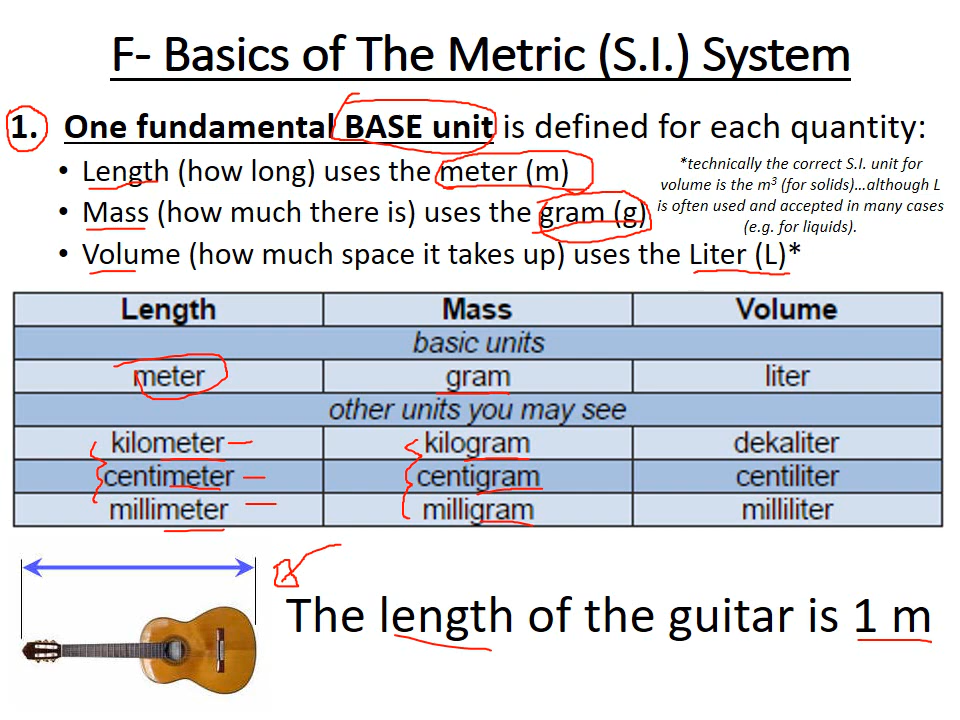 F- Basics of The Metric (S.I.) System
1. One fundamental BASE unit is defined for each quantity:
• Length (how long) uses the meter (m)
• Mass (how much there is) uses the gram (g)
• Volume (how much space it takes up) uses the Liter (L)*
*technically the correct S.I. unit for
volume is the m³ (for solids)...although L
is often used and accepted in many cases
(e.g. for liquids).
Length Mass Volume
basic units
meter gram liter
other units you may see
kilometer kilogram dekaliter
centimeter centigram centiliter
millimeter milligram milliliter
The length of the guitar is 1 m